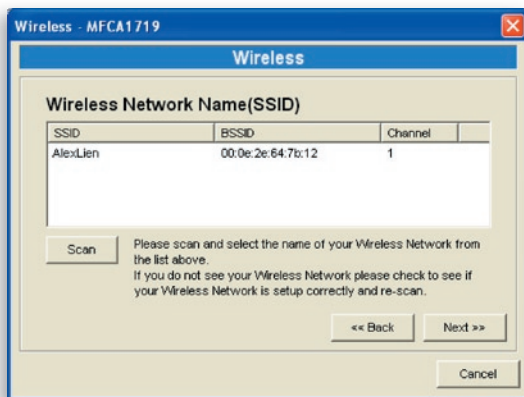 Wireless - MFCA1719
Wireless
Wireless Network Name(SSID)
SSID BSSID Channel
AlexLien 00:0e:2e:64:7b:12 1
Scan
Please scan and select the name of your Wireless Network from
the list above.
If you do not see your Wireless Network please check to see if
your Wireless Network is setup correctly and re-scan.
<< Back Next >>
Cancel